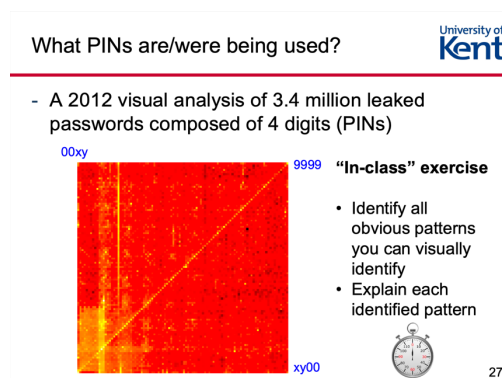 University of
Kent
What PINs are/were being used?
- A 2012 visual analysis of 3.4 million leaked
passwords composed of 4 digits (PINs)
00xy
9999
“In-class” exercise
• Identify all
obvious patterns
you can visually
identify
• Explain each
identified pattern
xy00
27